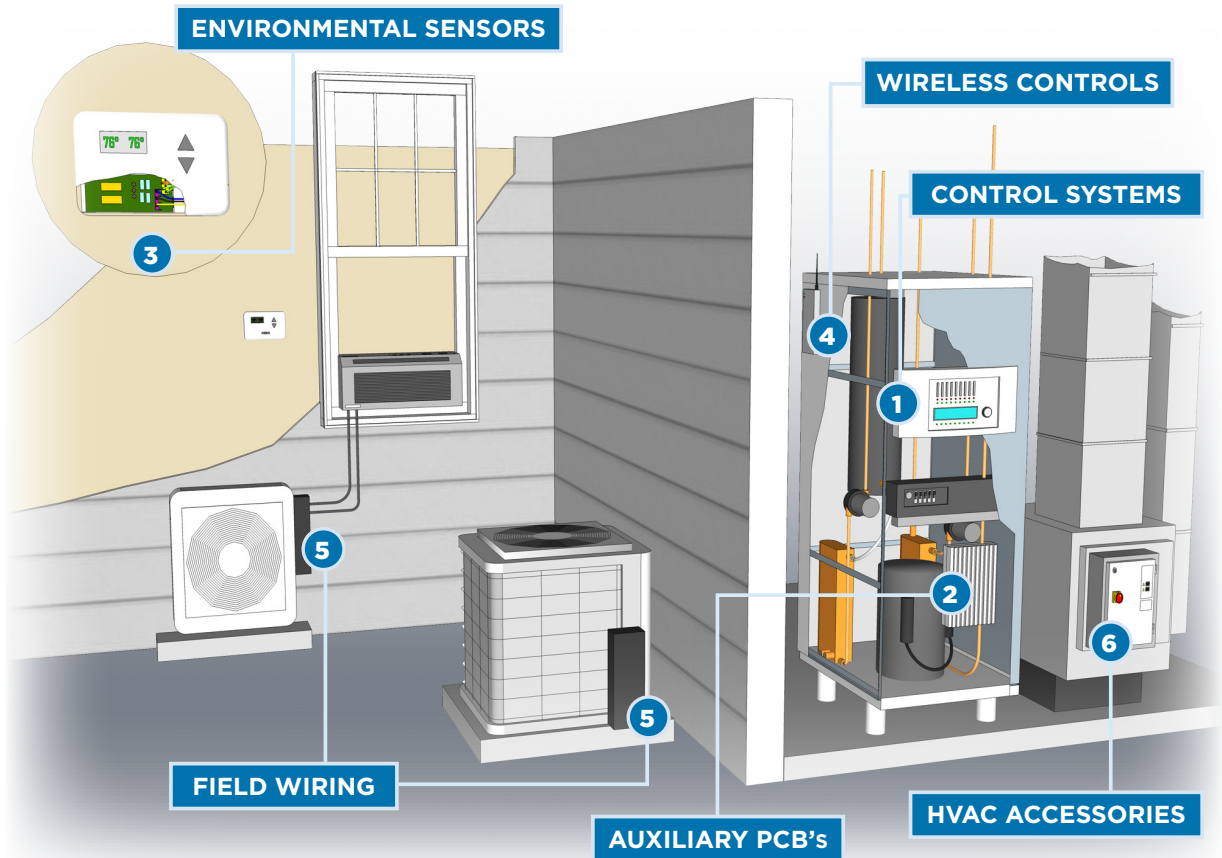 ENVIRONMENTAL SENSORS
WIRELESS CONTROLS
76° 76°
CONTROL SYSTEMS
3
4
1
5
2
6
5
FIELD WIRING
HVAC ACCESSORIES
AUXILIARY PCB's